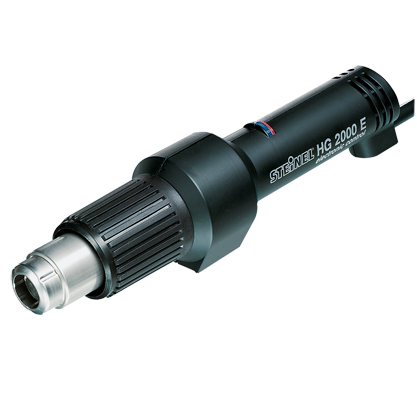 STEINEL HG 2000 E
electronic control